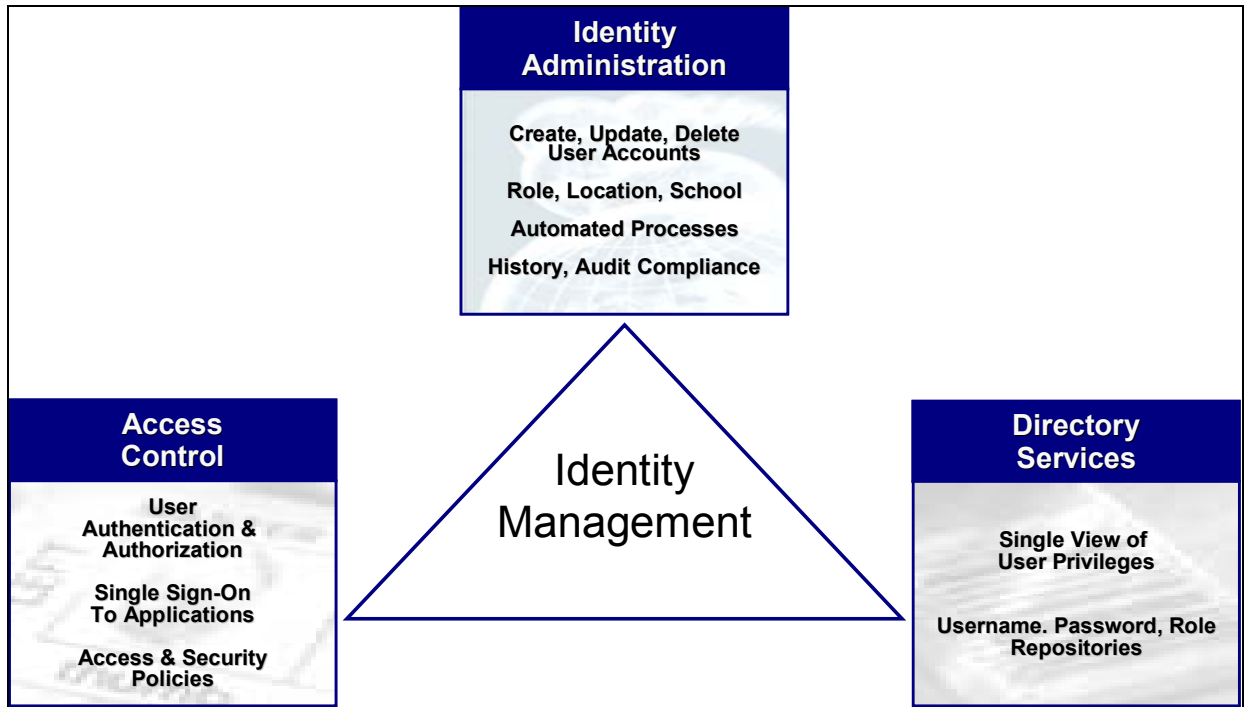 Identity
Administration
Create, Update, Delete
User Accounts
Role, Location, School
Automated Processes
History, Audit Compliance
Access
Control
User
Authentication &
Authorization
Single Sign-On
To Applications
Access & Security
Policies
Identity
Management
Directory
Services
Single View of
User Privileges
Username. Password, Role
Repositories